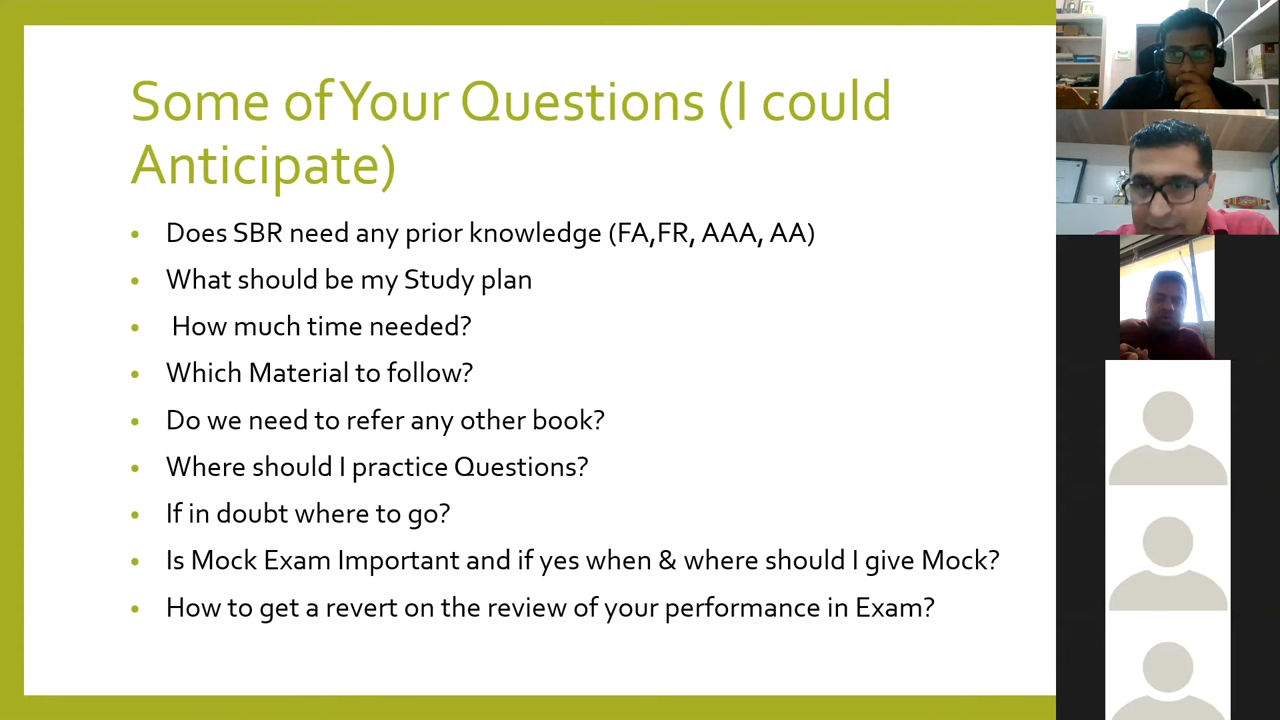 Some of Your Questions (I could
Anticipate)
• Does SBR need any prior knowledge (FA,FR, AAA, AA)
• What should be my Study plan
• How much time needed?
• Which Material to follow?
• Do we need to refer any other book?
• Where should I practice Questions?
• If in doubt where to go?
• Is Mock Exam Important and if yes when & where should I give Mock?
• How to get a revert on the review of your performance in Exam?